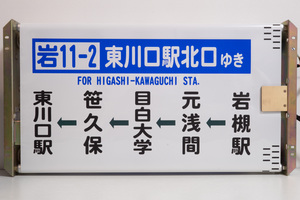 岩11-2 東川口駅北口ゆき
FOR HIGASHI-KAWAGUCHI STA.
岩槻駅
←
元浅間
←
目白大学
←
笹久保
←
東川口駅